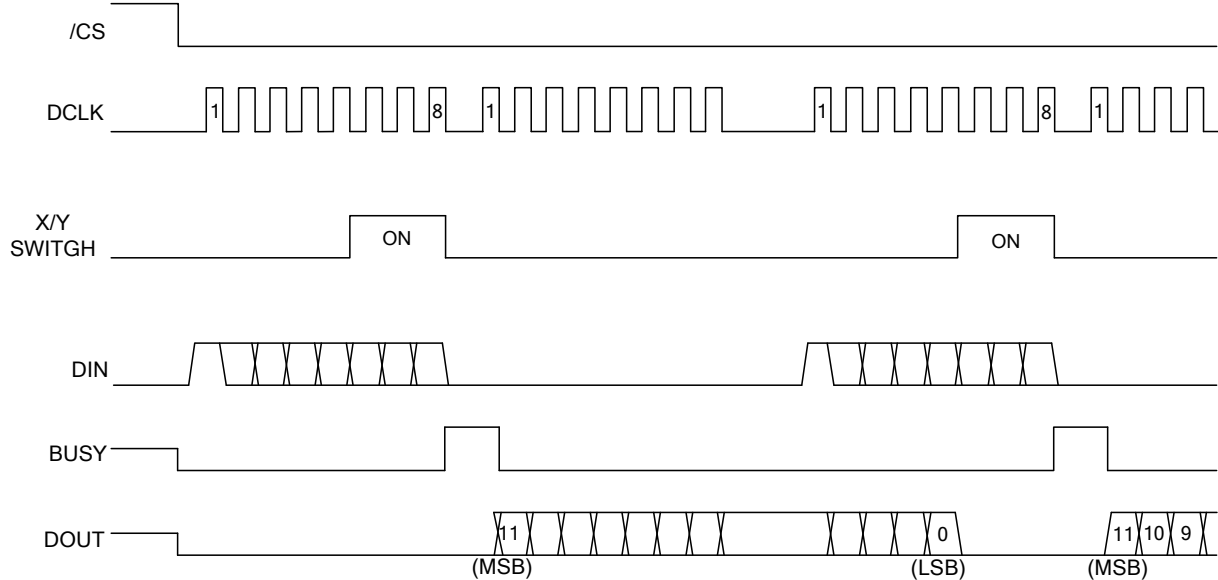 /CS
DCLK 1 8 1 1 8 1
X/Y
SWITGH ON ON
DIN
BUSY
DOUT 11 0 11 10 9
(MSB) (LSB) (MSB)